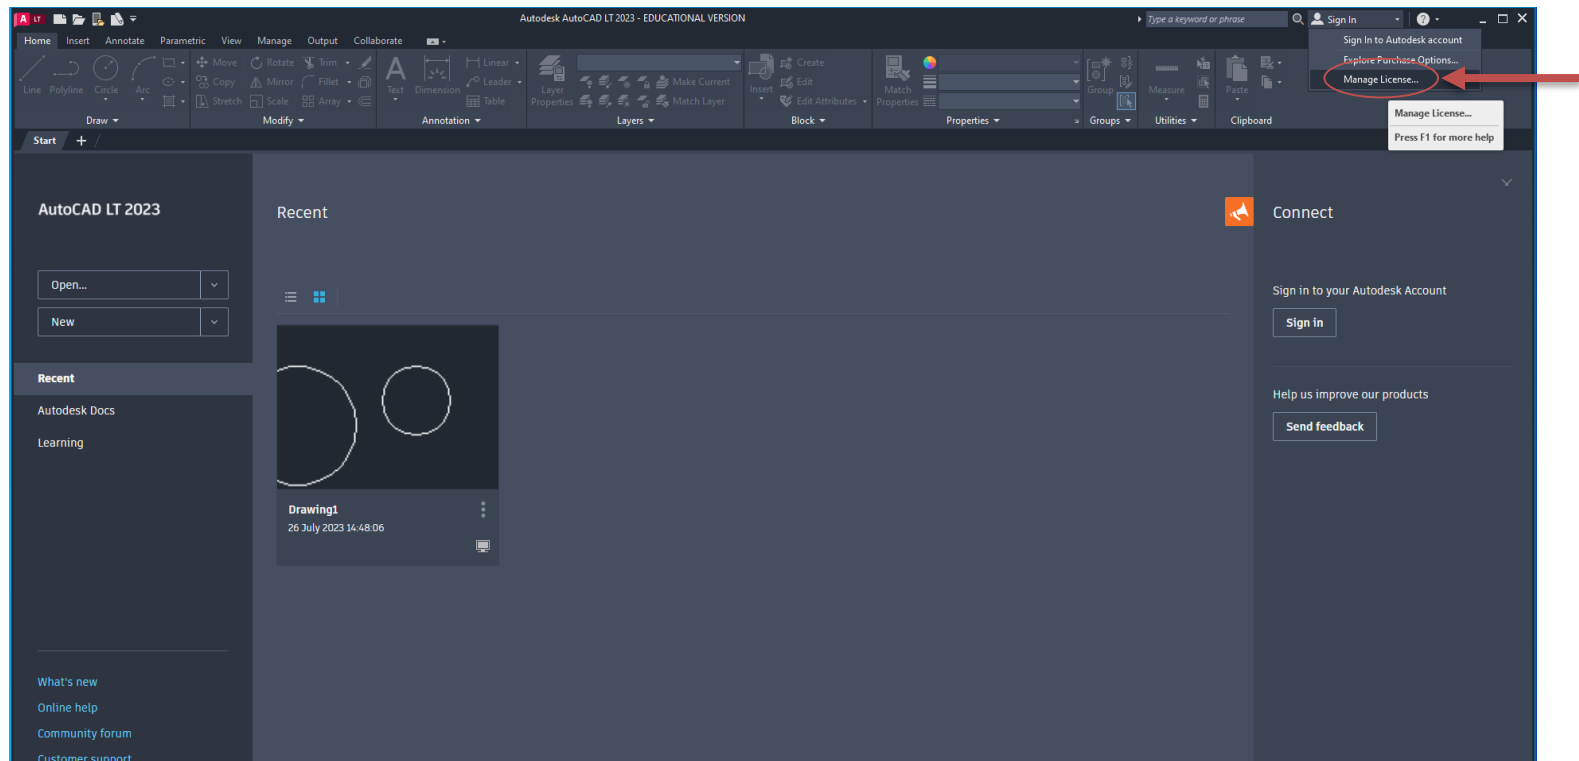 A LT
Autodesk AutoCAD LT 2023 - EDUCATIONAL VERSION
Type a keyword or phrase
Sign In
?
Home Insert Annotate Parametric View Manage Output Collaborate
Sign In to Autodesk account
Explore Purchase Options...
Manage License...
Line Polyline Circle Arc
Move Rotate Trim
Copy Mirror Fillet
Stretch Scale Array
A
Text Dimension
Linear
Leader
Table
Layer
Properties
Make Current
Match Layer
Insert
Create
Edit
Edit Attributes
Match
Properties
Group
Measure
Paste
Draw Modify Annotation Layers Block Properties Groups Utilities Clipboard
Manage License...
Press F1 for more help
Start +
AutoCAD LT 2023
Open...
New
Recent
Autodesk Docs
Learning
What's new
Online help
Community forum
Customer support
Recent
Drawing1
26 July 2023 14:48:06
Connect
Sign in to your Autodesk Account
Sign in
Help us improve our products
Send feedback